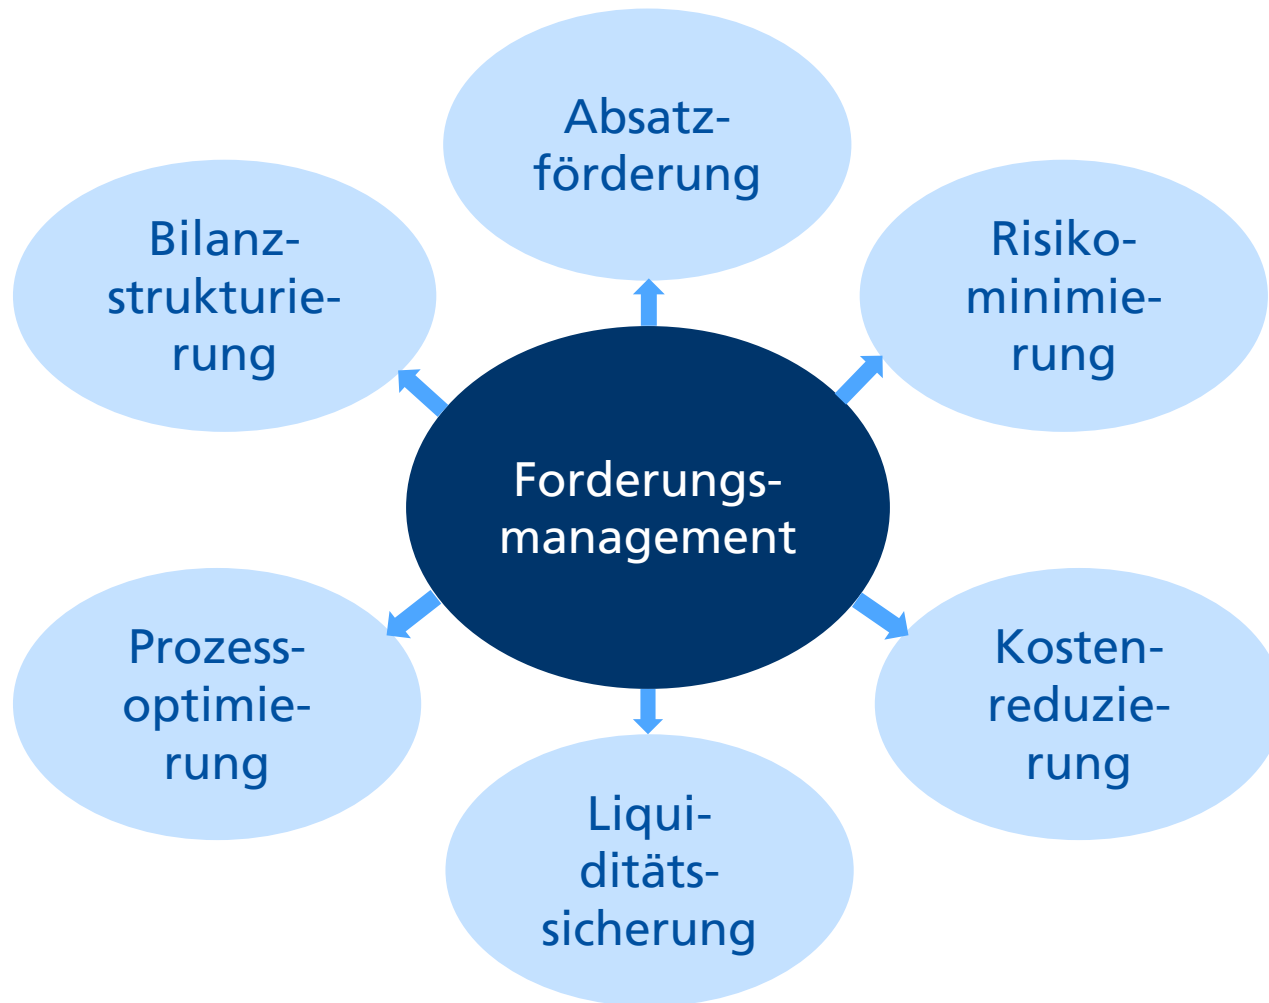 Absatz-
förderung
Bilanz-
strukturie-
rung
Risiko-
minimie-
rung
Forderungs-
management
Prozess-
optimie-
rung
Kosten-
reduzie-
rung
Liqui-
ditäts-
sicherung